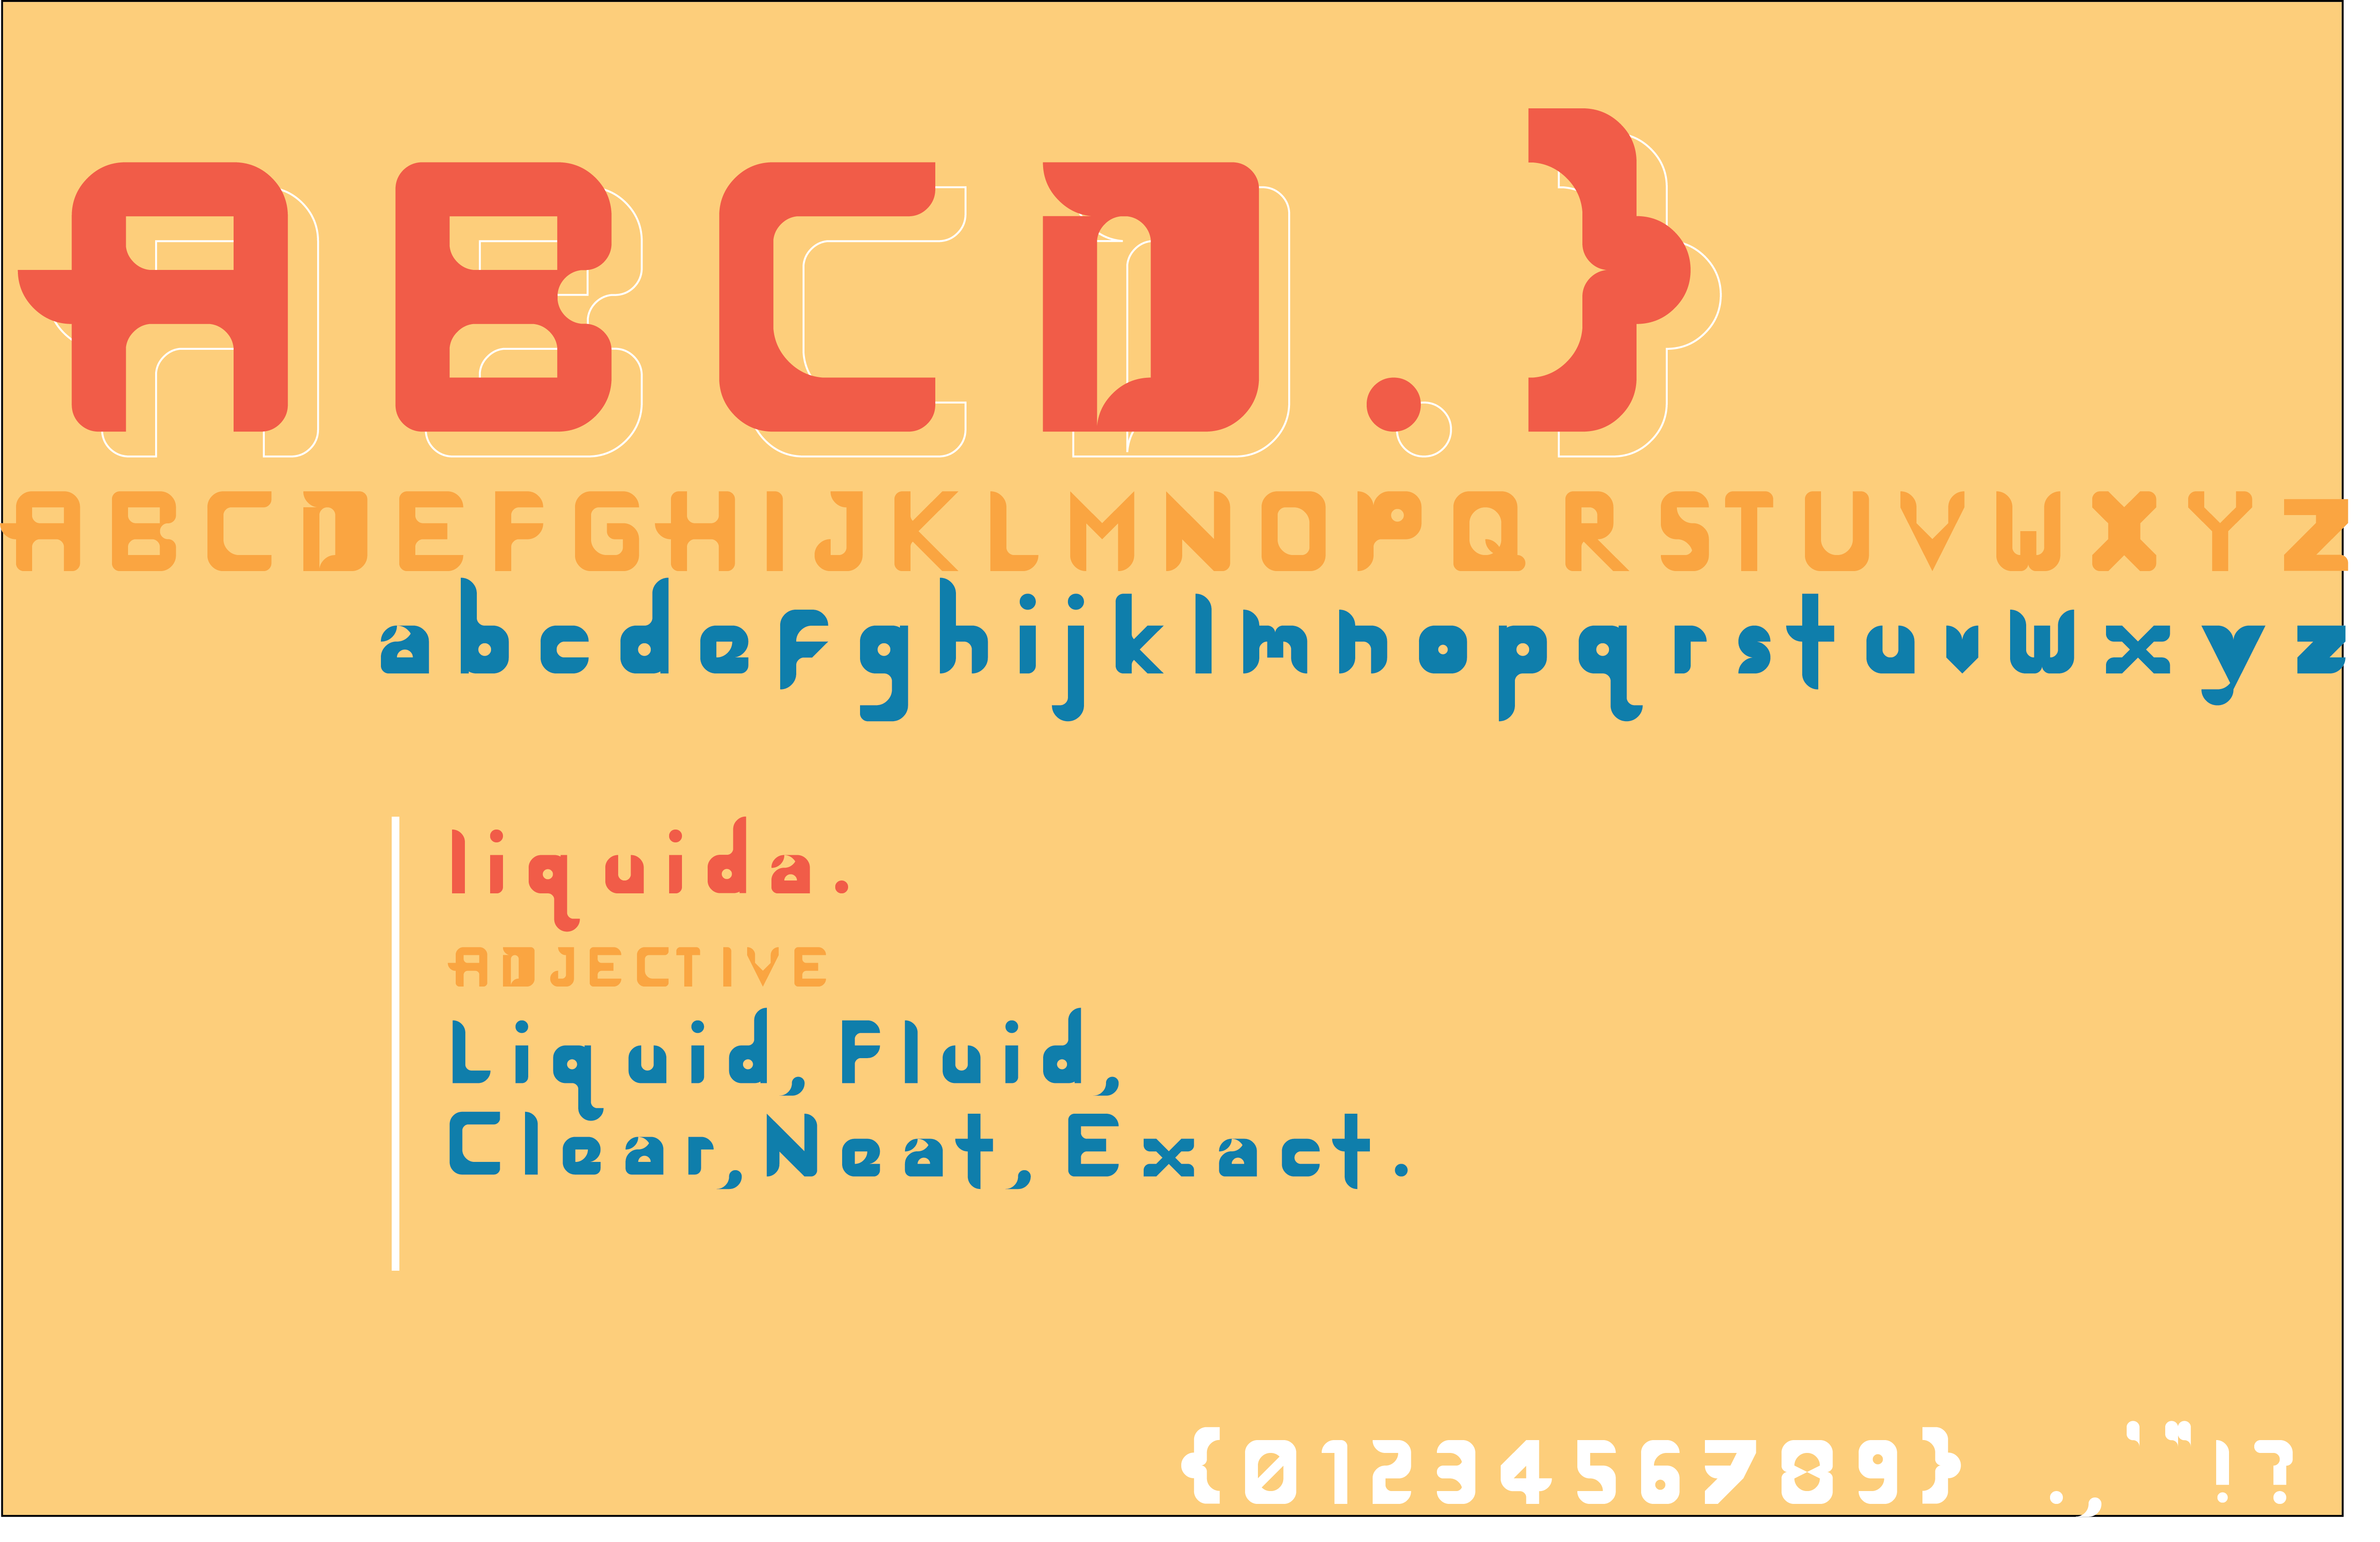 ABCD.}
ABCDEFGHIJKLMNOPQRSTUVWXYZ
abcdefghijklmnopqrstuvwxyz
liquida.
ADJECTIVE
Liquid, Fluid,
Clear, Neat, Exact.
{0123456789} . , ' " ! ?